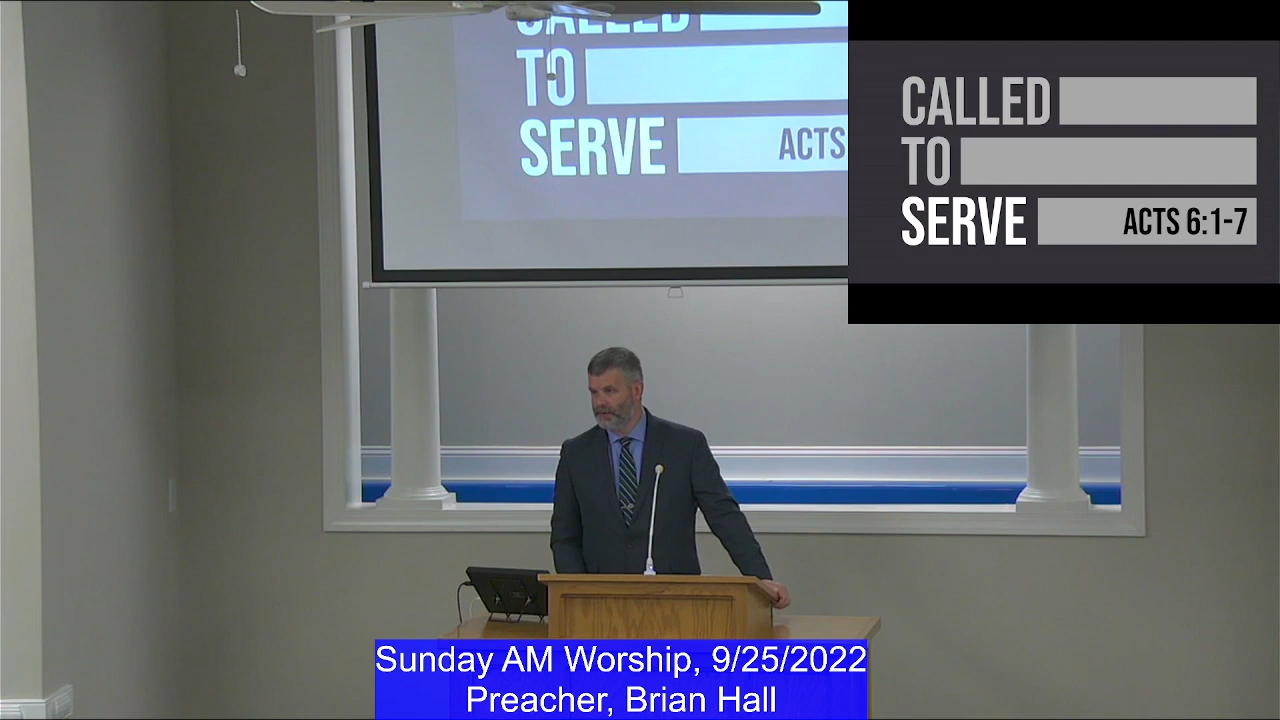 CALLED
TO
SERVE ACTS
CALLED
TO
SERVE ACTS 6:1-7
Sunday AM Worship, 9/25/2022
Preacher, Brian Hall